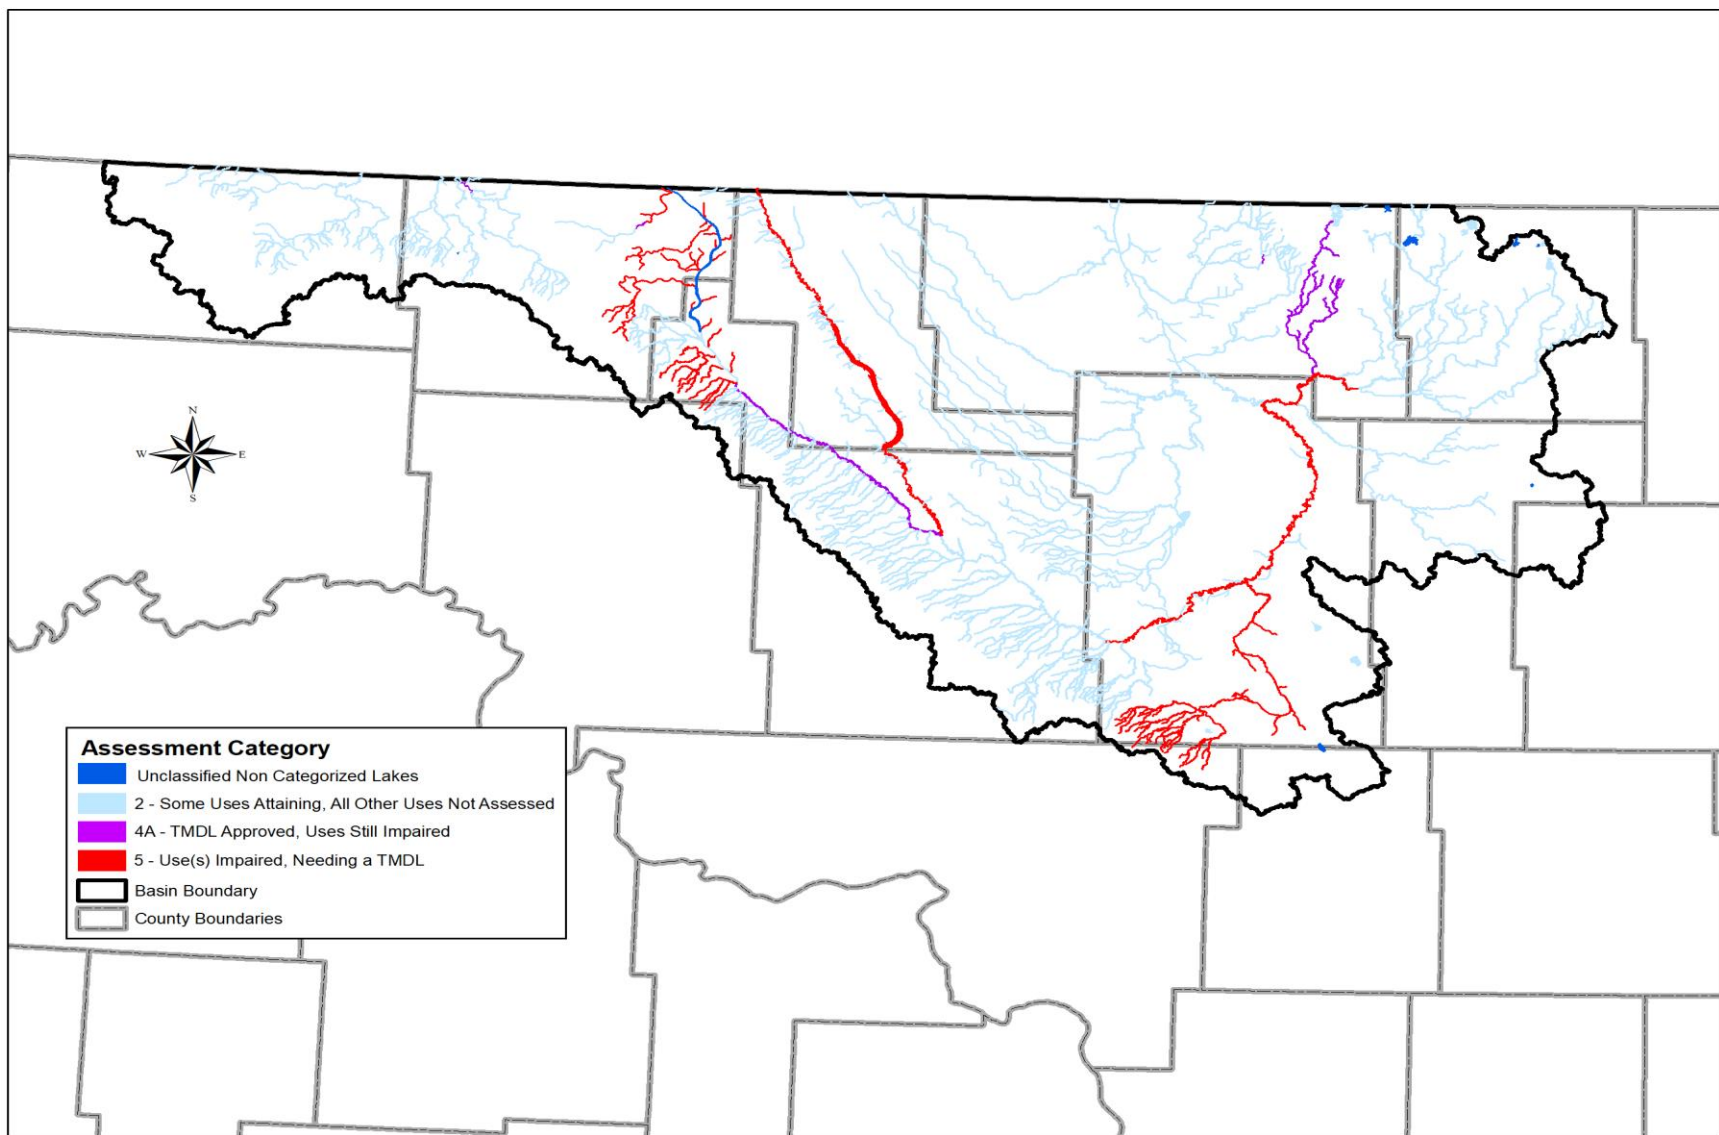 N
W E
S
Assessment Category
Unclassified Non Categorized Lakes
2 - Some Uses Attaining, All Other Uses Not Assessed
4A - TMDL Approved, Uses Still Impaired
5 - Use(s) Impaired, Needing a TMDL
Basin Boundary
County Boundaries